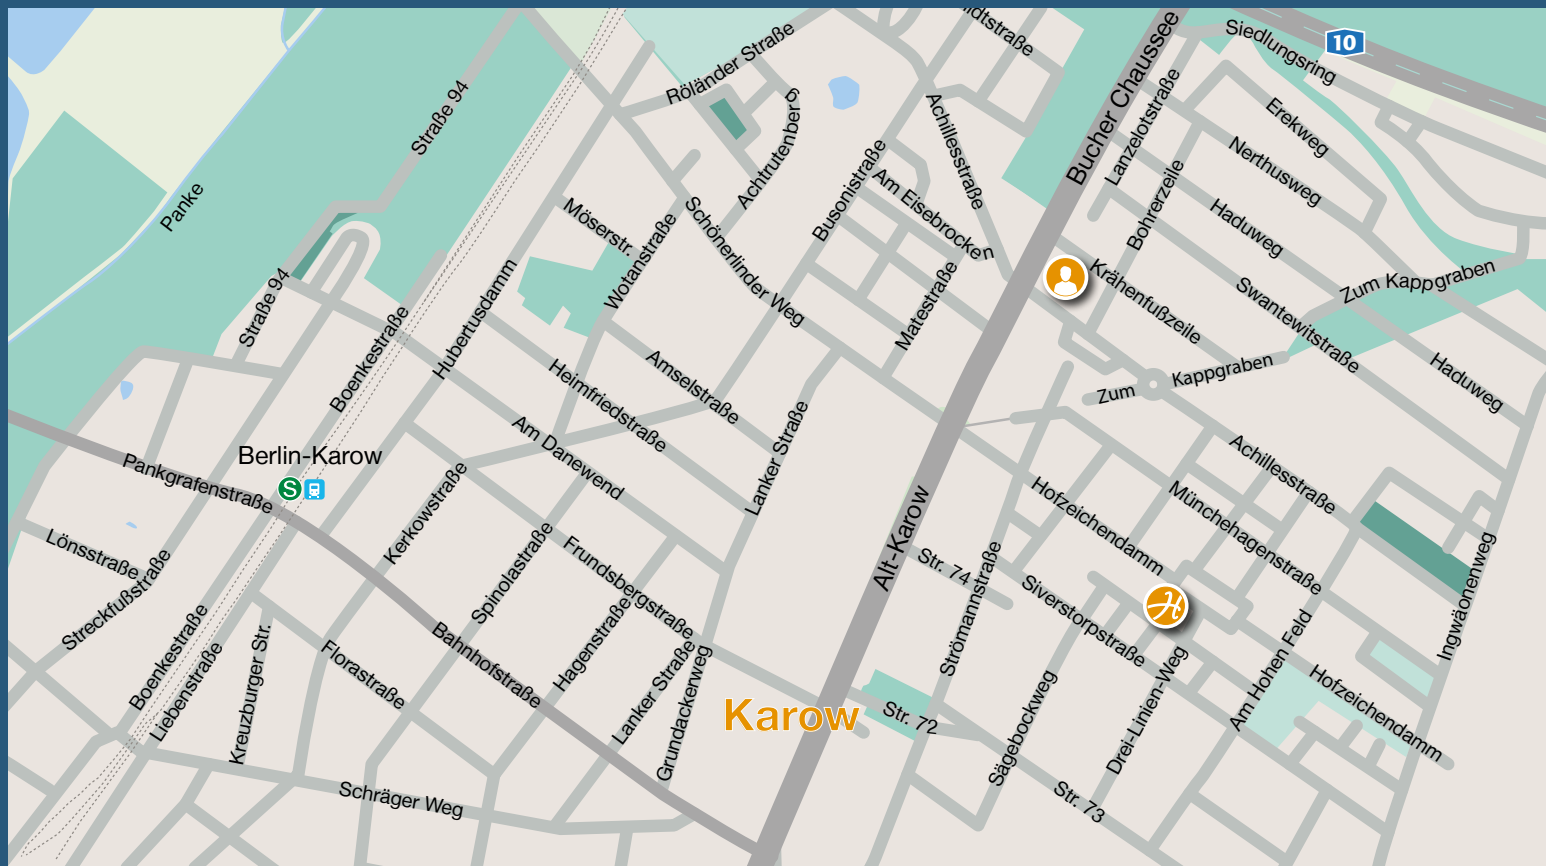 Siedlungsring
10
Röländer Straße
Bucher Chaussee
Straße 94
Lanzelotstraße
Erekweg
Achtrutenberg
Achillesstraße
Nerthusweg
Panke
Busonistraße
Am Eisebrocken
Bohrerzeile
Haduweg
Möserstr.
Wotanstraße
Schönerlinder Weg
Straße 94
Hubertusdamm
Matestraße
Krähenfußzeile
Swantewitstraße
Zum Kappgraben
Boenkestraße
Heimfriedstraße
Amselstraße
Zum Kappgraben
Haduweg
Am Danewend
Lanker Straße
Achillesstraße
Berlin-Karow
S
Pankgrafenstraße
Kerkowstraße
Hofzeichendamm
Münchehagenstraße
Alt-Karow
Lönsstraße
Streckfußstraße
Spinolastraße
Frundsbergstraße
Str. 74
Strömannstraße
Siverstorpstraße
H
Ingwäonenweg
Boenkestraße
Liebenstraße
Kreuzburger Str.
Florastraße
Bahnhofstraße
Hagenstraße
Lanker Straße
Grundackerweg
Karow
Str. 72
Sägebockweg
Drei-Linien-Weg
Am Hohen Feld
Hofzeichendamm
Schräger Weg
Str. 73